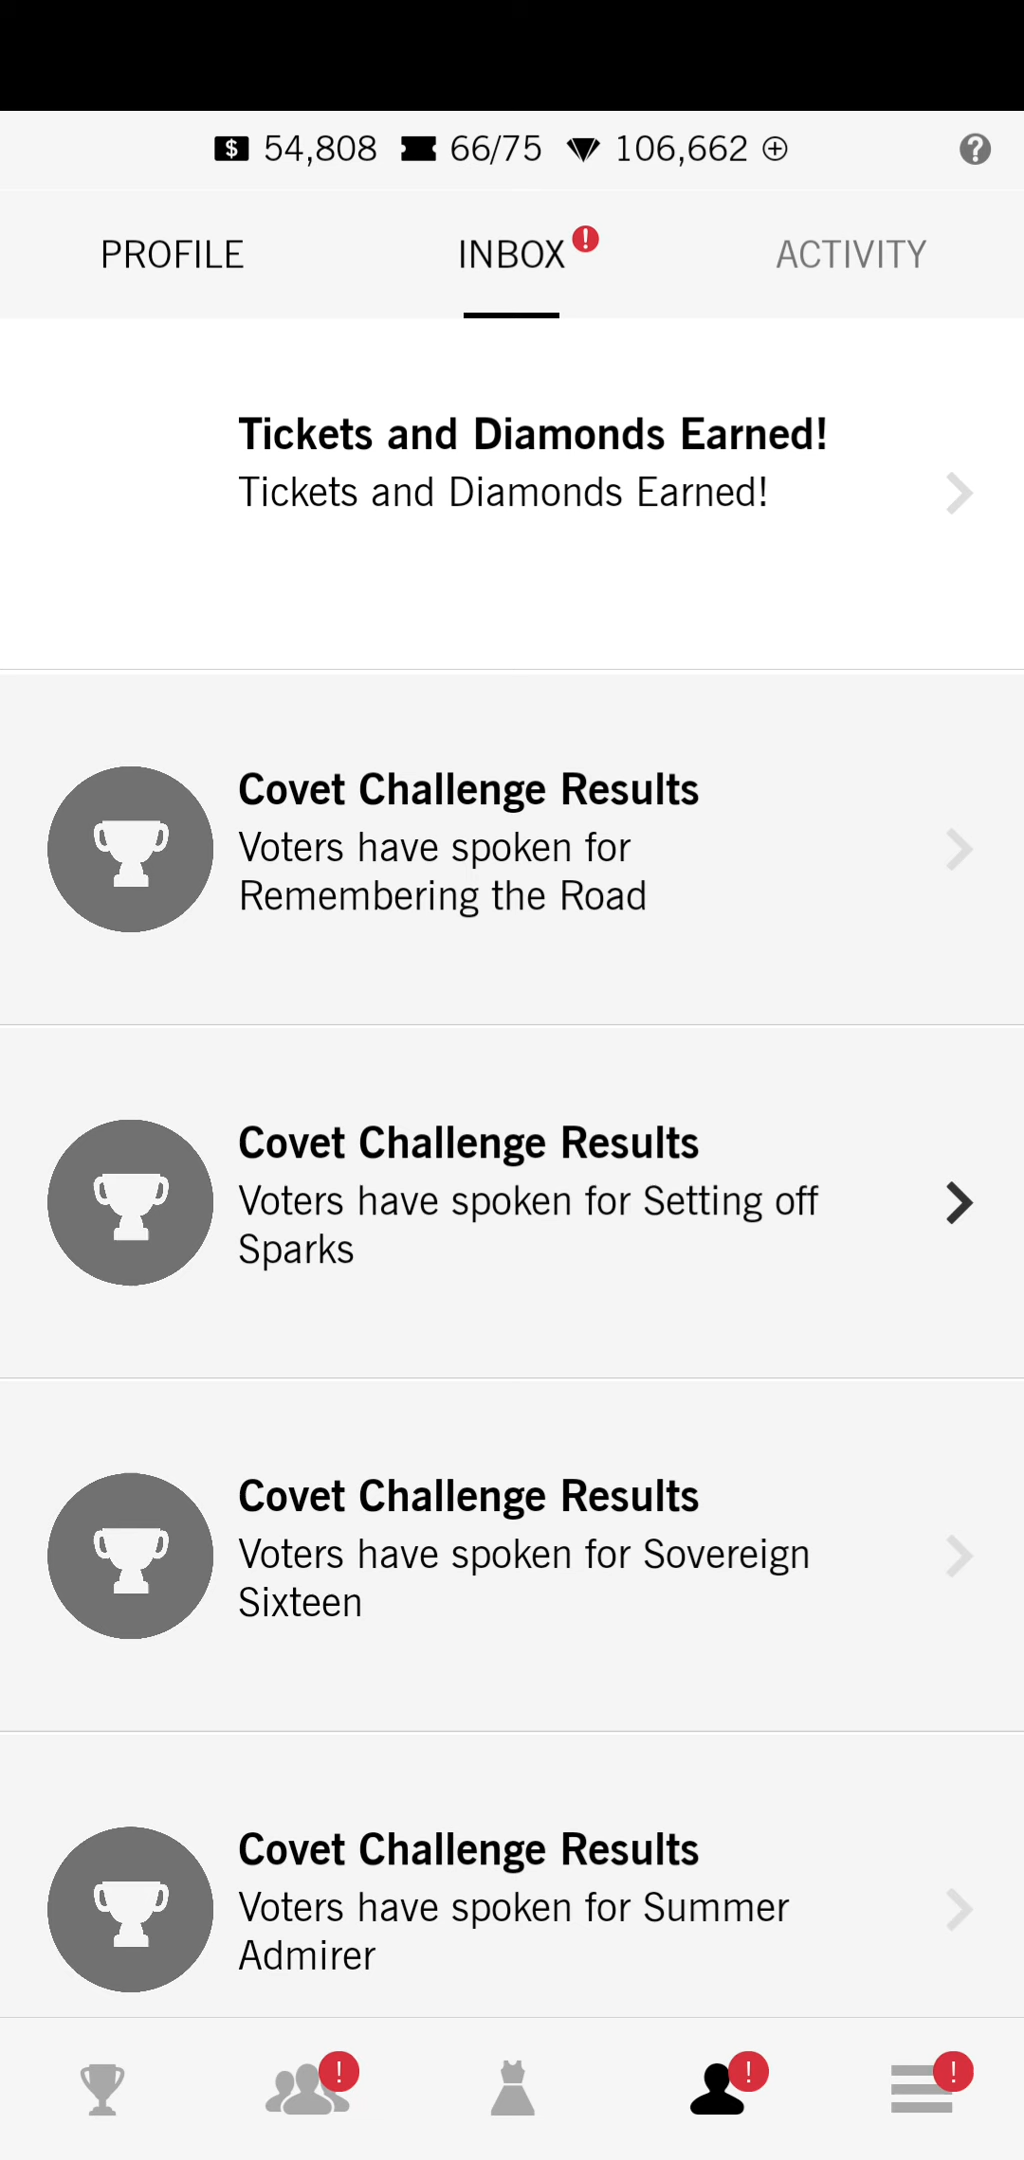 54,808 66/75 106,662
PROFILE INBOX ACTIVITY
Tickets and Diamonds Earned!
Tickets and Diamonds Earned!
Covet Challenge Results
Voters have spoken for
Remembering the Road
Covet Challenge Results
Voters have spoken for Setting off
Sparks
Covet Challenge Results
Voters have spoken for Sovereign
Sixteen
Covet Challenge Results
Voters have spoken for Summer
Admirer